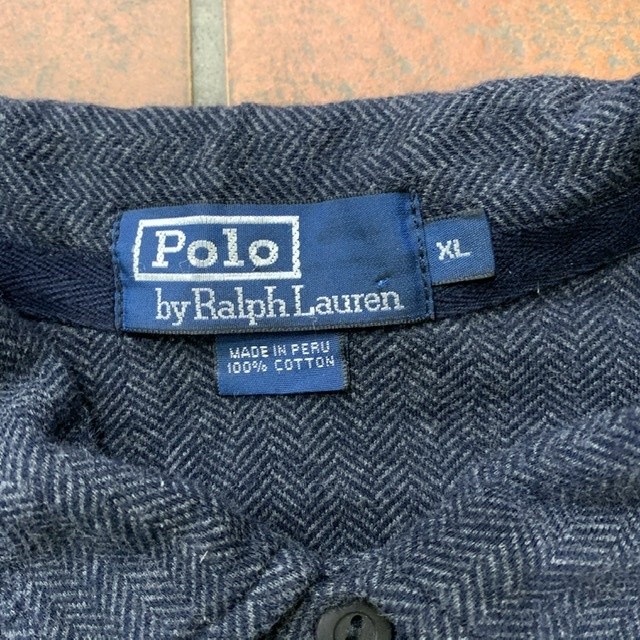 Polo
by Ralph Lauren
XL
MADE IN PERU
100% COTTON